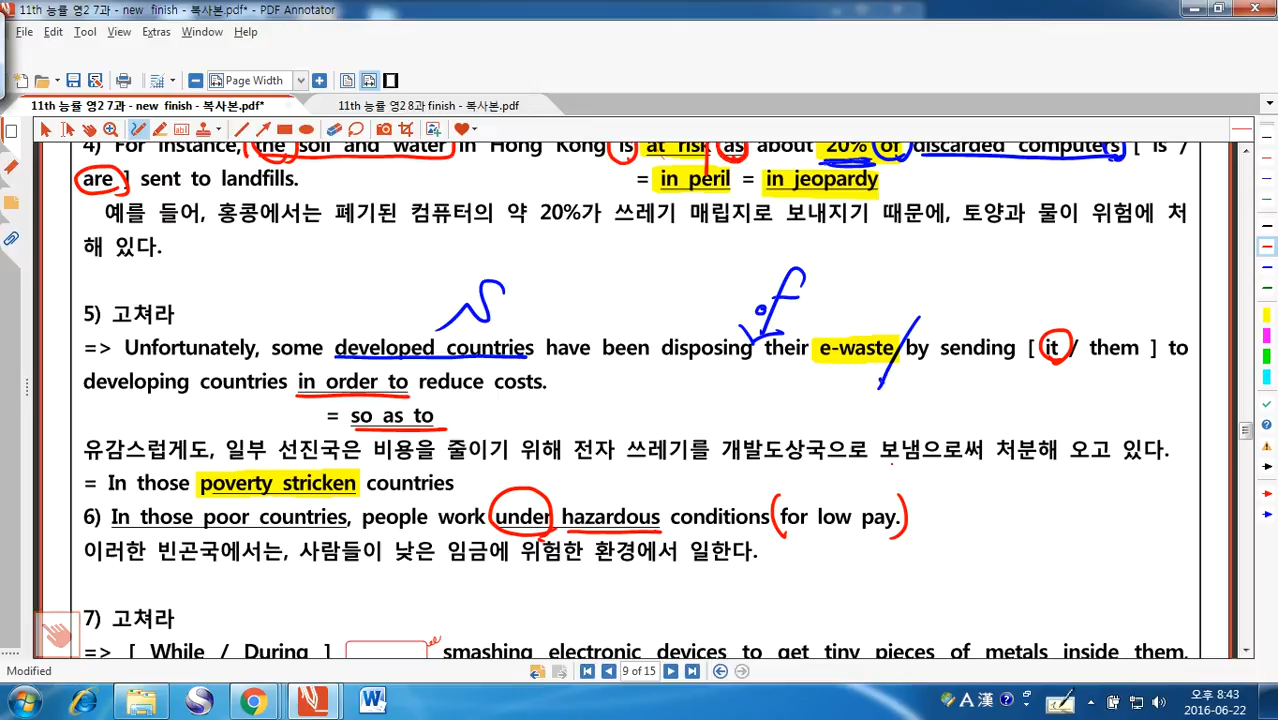 11th 능률 영2 7과 - new finish - 복사본.pdf* - PDF Annotator
File Edit Tool View Extras Window Help
Page Width
11th 능률 영2 7과 - new finish - 복사본.pdf* 11th 능률 영2 8과 finish - 복사본.pdf
4) For instance, the soil and water in Hong Kong is at risk as about 20% of discarded computers [ is /
are ] sent to landfills. = in peril = in jeopardy
예를 들어, 홍콩에서는 폐기된 컴퓨터의 약 20%가 쓰레기 매립지로 보내지기 때문에, 토양과 물이 위험에 처
해 있다.
5) 고쳐라
of
=> Unfortunately, some developed countries have been disposing their e-waste by sending [ it / them ] to
developing countries in order to reduce costs.
= so as to
유감스럽게도, 일부 선진국은 비용을 줄이기 위해 전자 쓰레기를 개발도상국으로 보냄으로써 처분해 오고 있다.
= In those poverty stricken countries
6) In those poor countries, people work under hazardous conditions for low pay.
이러한 빈곤국에서는, 사람들이 낮은 임금에 위험한 환경에서 일한다.
7) 고쳐라
=> [ While / During ] smashing electronic devices to get tiny pieces of metals inside them,
Modified 9 of 15
A 漢
오후 8:43
2016-06-22